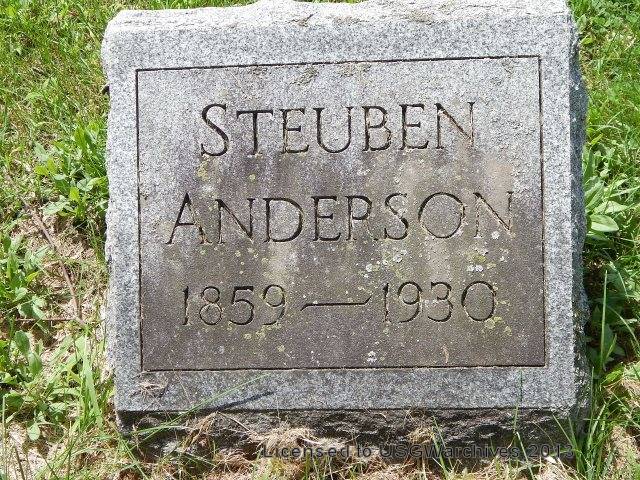 STEUBEN
ANDERSON
1859 — 1930
Licensed to USGWarchives 2013